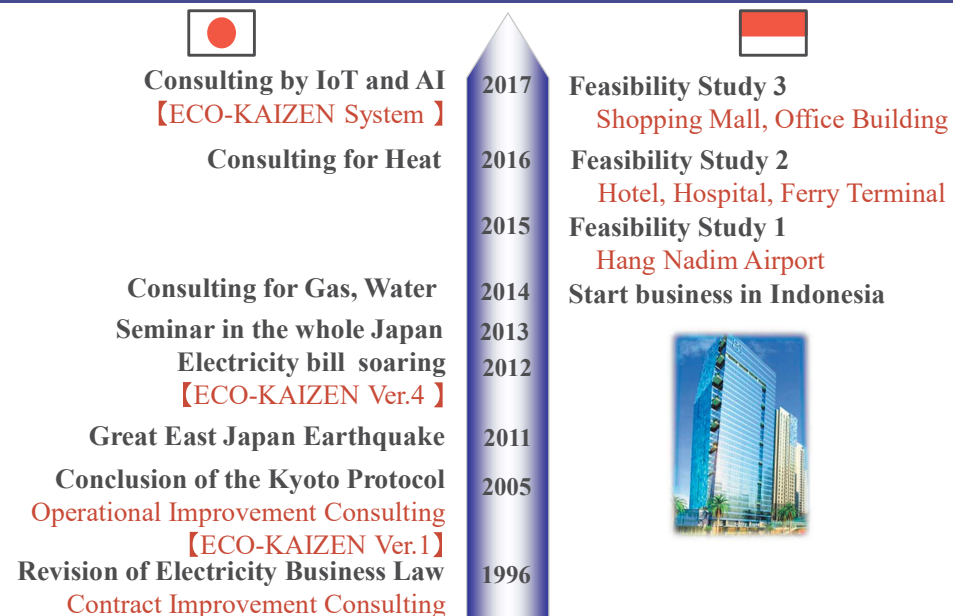 Consulting by IoT and AI 2017 Feasibility Study 3
【ECO-KAIZEN System 】 Shopping Mall, Office Building
Consulting for Heat 2016 Feasibility Study 2
Hotel, Hospital, Ferry Terminal
2015 Feasibility Study 1
Hang Nadim Airport
Consulting for Gas, Water 2014 Start business in Indonesia
Seminar in the whole Japan 2013
Electricity bill soaring 2012
【ECO-KAIZEN Ver.4 】
Great East Japan Earthquake 2011
Conclusion of the Kyoto Protocol 2005
Operational Improvement Consulting
【ECO-KAIZEN Ver.1】
Revision of Electricity Business Law 1996
Contract Improvement Consulting